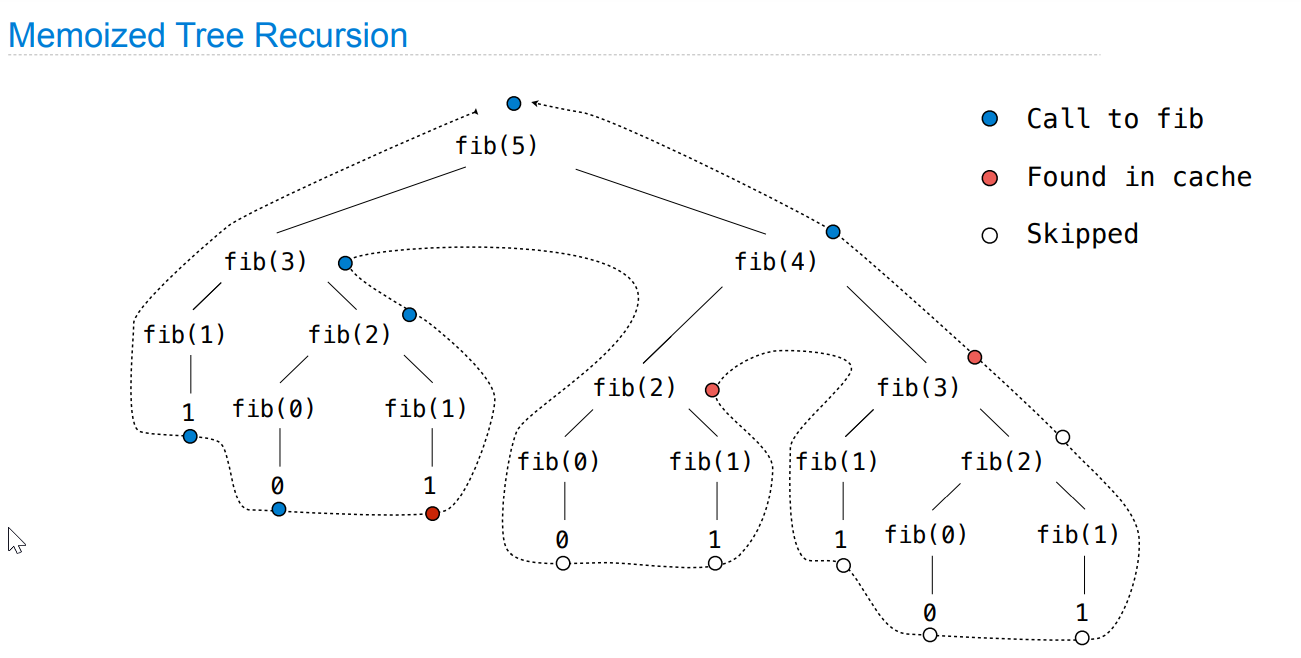 Memoized Tree Recursion
Call to fib
fib(5)
Found in cache
Skipped
fib(3)
fib(4)
fib(1)
fib(2)
fib(2)
fib(3)
1
fib(0)
fib(1)
fib(0)
fib(1)
fib(1)
fib(2)
0
1
0
1
1
fib(0)
fib(1)
0
1